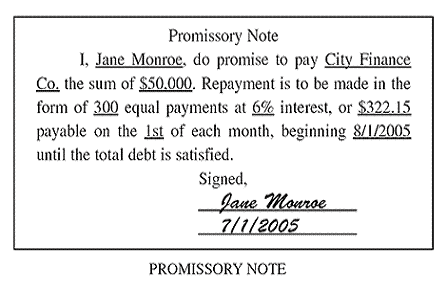 Promissory Note
I, Jane Monroe, do promise to pay City Finance
Co. the sum of $50.000. Repayment is to be made in the
form of 300 equal payments at 6% interest, or $322.15
payable on the 1st of each month, beginning 8/1/2005
until the total debt is satisfied.
Signed,
Jane Monroe
7/1/2005
PROMISSORY NOTE